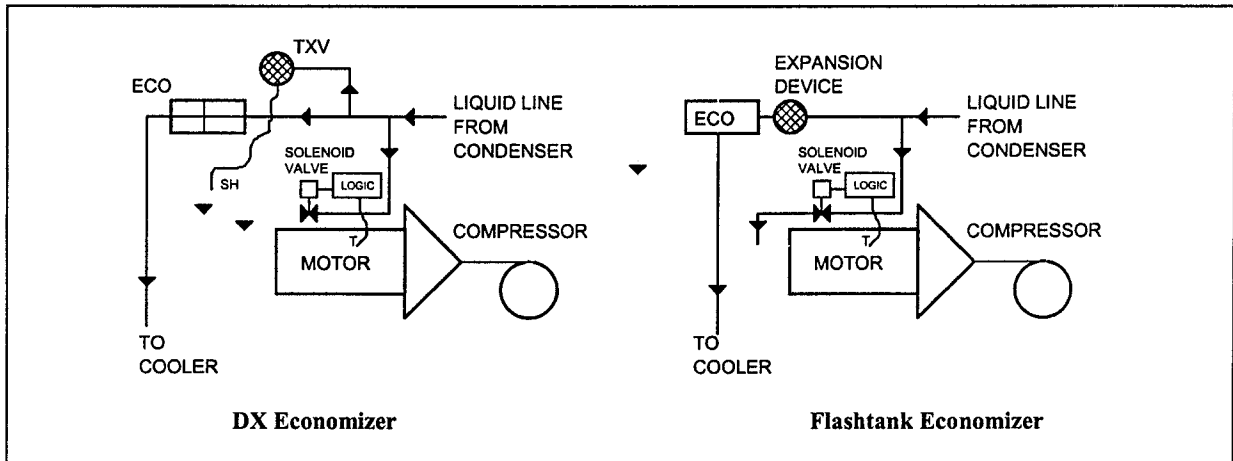 TXV
ECO
LIQUID LINE
FROM
CONDENSER
SOLENOID
VALVE
LOGIC
SH
T
COMPRESSOR
MOTOR
TO
COOLER
DX Economizer
EXPANSION
DEVICE
ECO
LIQUID LINE
FROM
CONDENSER
SOLENOID
VALVE
LOGIC
T
COMPRESSOR
MOTOR
TO
COOLER
Flashtank Economizer